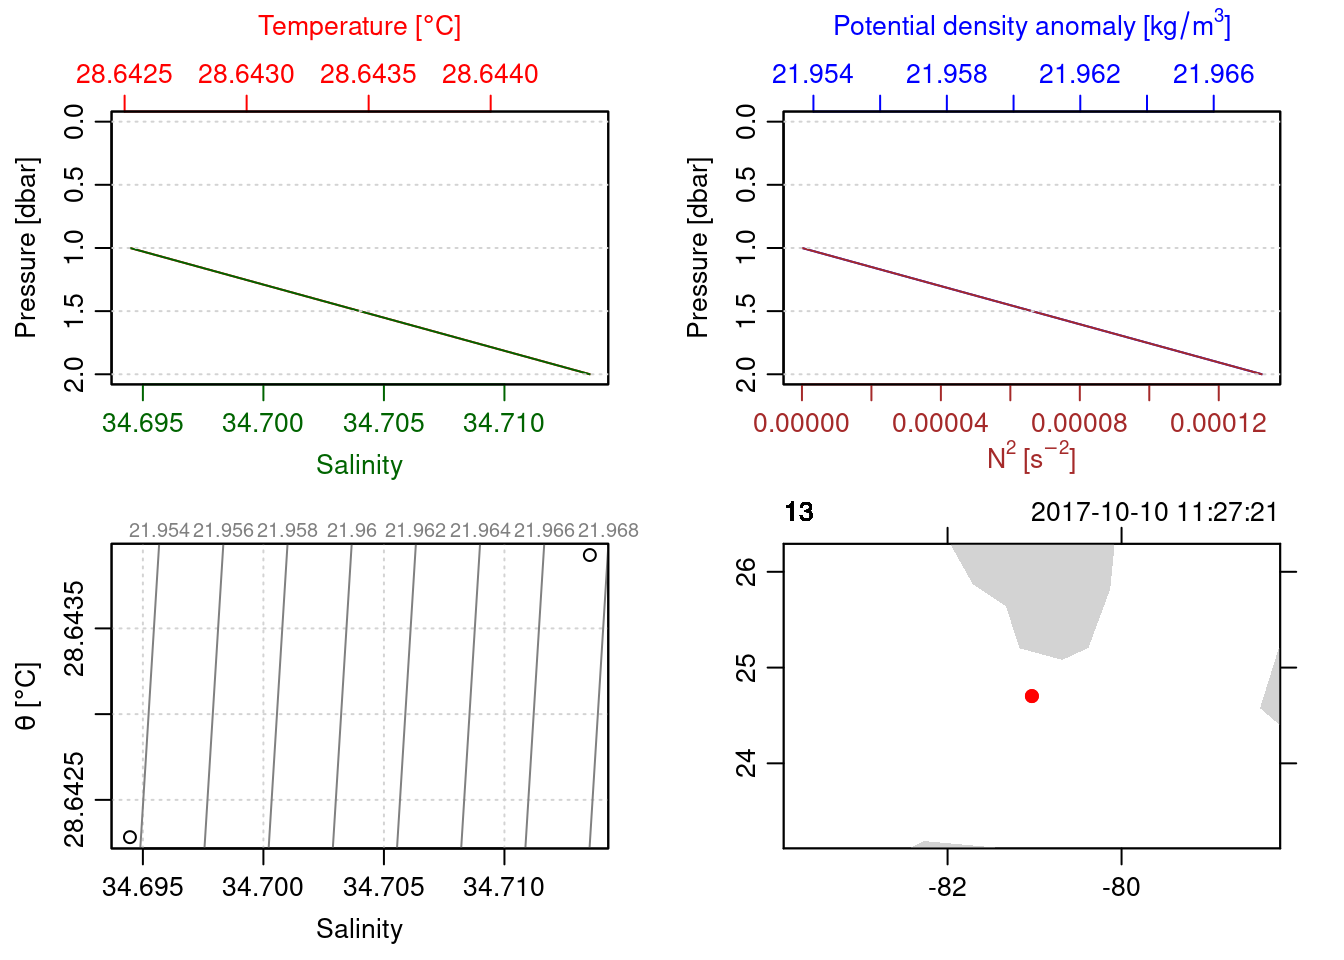 Temperature [°C]
28.6425 28.6430 28.6435 28.6440
0.0
0.5
1.0
1.5
2.0
Pressure [dbar]
34.695 34.700 34.705 34.710
Salinity
Potential density anomaly [kg/m³]
21.954 21.958 21.962 21.966
0.0
0.5
1.0
1.5
2.0
Pressure [dbar]
0.00000 0.00004 0.00008 0.00012
N² [s⁻²]
21.954 21.956 21.958 21.96 21.962 21.964 21.966 21.968
28.6435
28.6425
θ [°C]
34.695 34.700 34.705 34.710
Salinity
13 2017-10-10 11:27:21
26
25
24
-82 -80